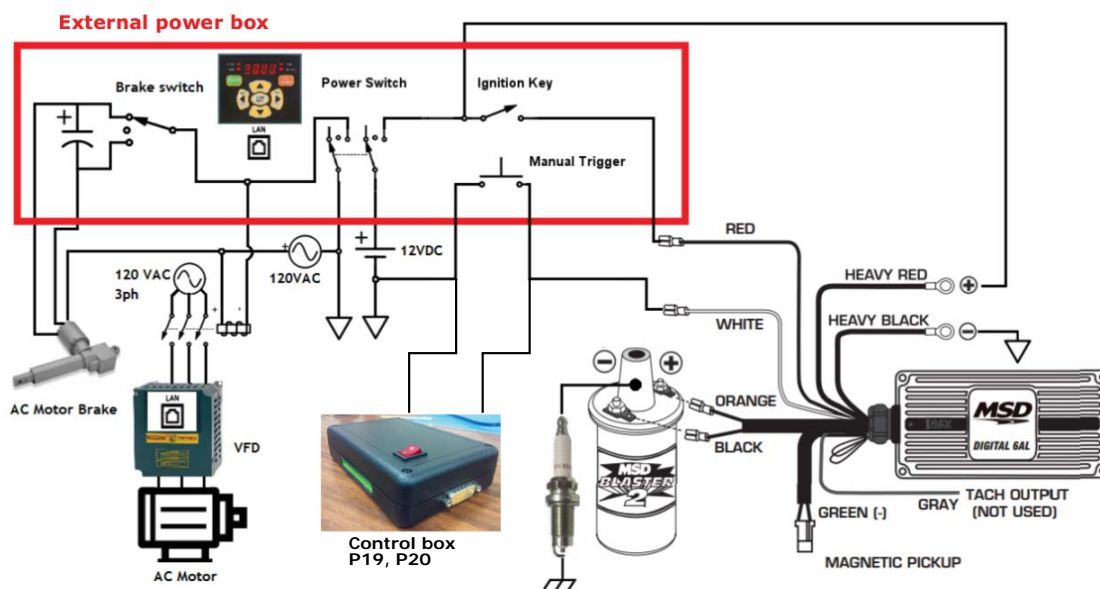 External power box
Brake switch
Power Switch
Ignition Key
LAN
Manual Trigger
+
+
12VDC
+
120VAC
120 VAC
3ph
+
-
RED
HEAVY RED
+
WHITE
HEAVY BLACK
−
AC Motor Brake
LAN
VFD
−
+
ORANGE
BLACK
MSD
DIGITAL 6AL
MSD
BLASTER
2
GRAY
TACH OUTPUT
(NOT USED)
GREEN (-)
Control box
P19, P20
MAGNETIC PICKUP
AC Motor